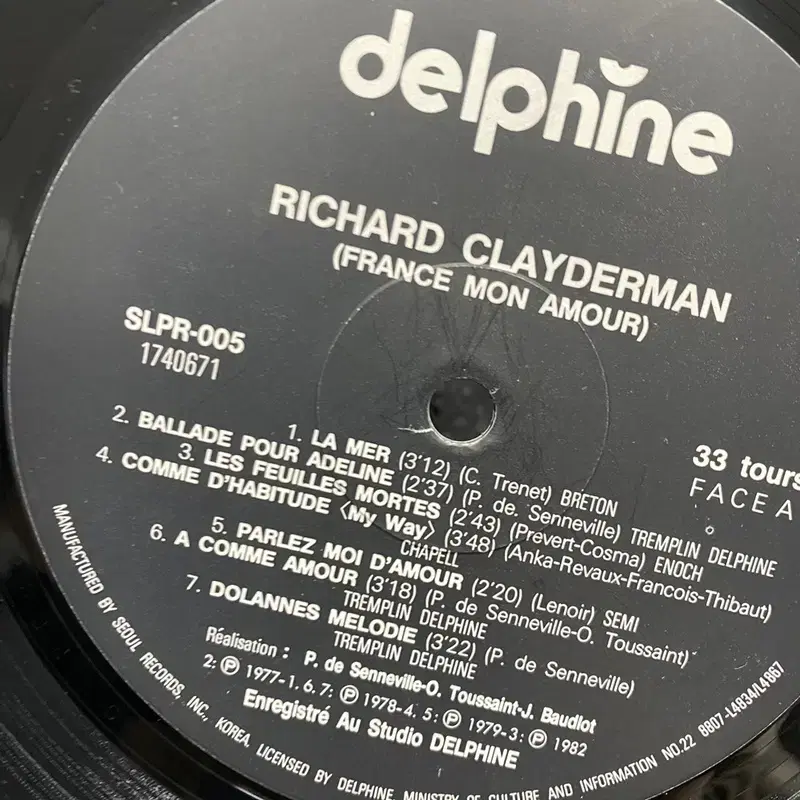 delphine
RICHARD CLAYDERMAN
(FRANCE MON AMOUR)
SLPR-005
1740671
33 tours
FACE A
1. LA MER (3'12) (C. Trenet) BRETON
2. BALLADE POUR ADELINE (2'37) (P. de Senneville) TREMPLIN DELPHINE
3. LES FEUILLES MORTES (2'43) (Prevert-Cosma) ENOCH
4. COMME D'HABITUDE <My Way> (3'48) (Anka-Revaux-Francois-Thibaut)
CHAPELL
5. PARLEZ MOI D'AMOUR (2'20) (Lenoir) SEMI
6. A COMME AMOUR (3'18) (P. de Senneville-O. Toussaint)
TREMPLIN DELPHINE
7. DOLANNES MELODIE (3'22) (P. de Senneville)
TREMPLIN DELPHINE
Réalisation : P. de Senneville-O. Toussaint-J. Baudlot
2: Ⓟ 1977-1. 6. 7: Ⓟ 1978-4. 5: Ⓟ 1979-3: Ⓟ 1982
Enregistré Au Studio DELPHINE
MANUFACTURED BY SEOUL RECORDS, INC., KOREA, LICENSED BY DELPHINE, MINISTRY OF CULTURE AND INFORMATION NO.22 8807-L4834/L4867